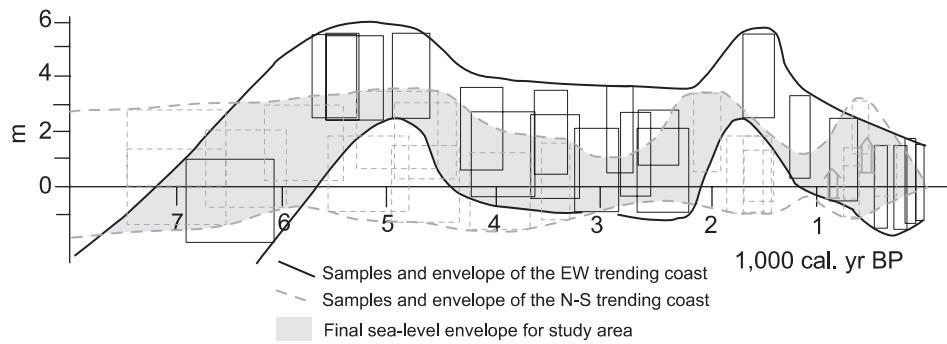 6
4
2
0
m
7 6 5 4 3 2 1
1,000 cal. yr BP
Samples and envelope of the EW trending coast
Samples and envelope of the N-S trending coast
Final sea-level envelope for study area